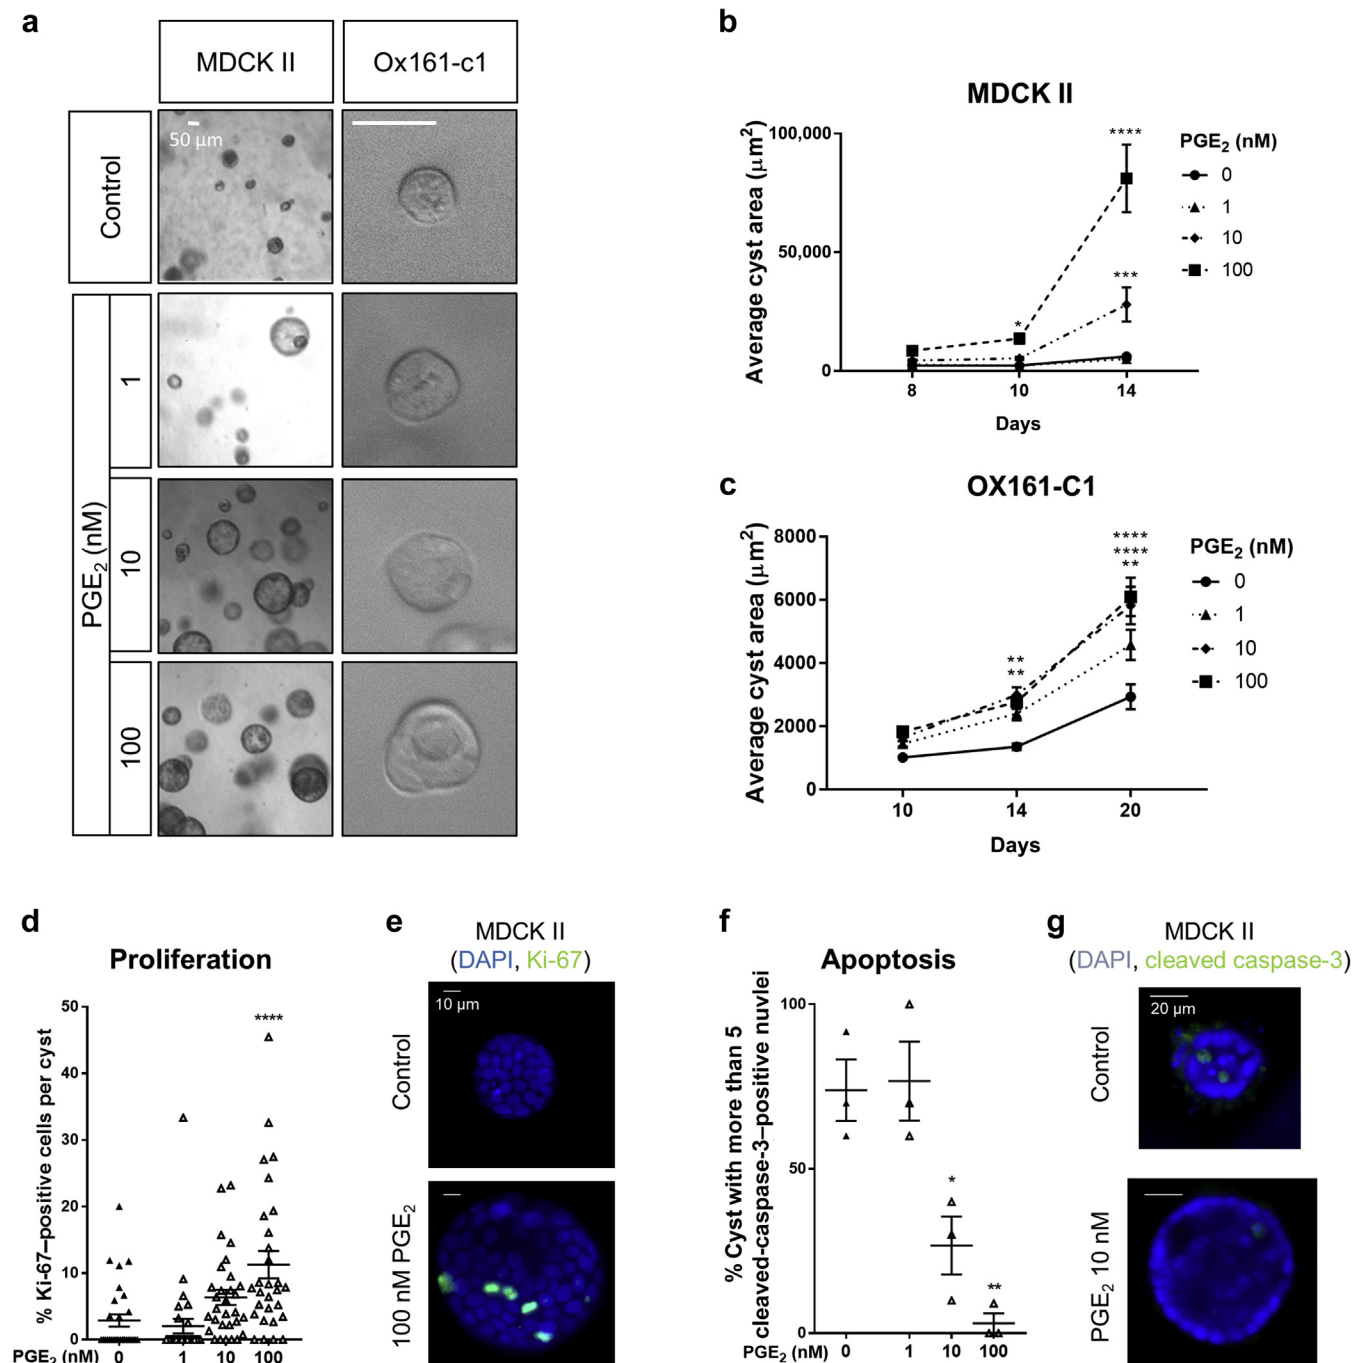 a
MDCK II
Ox161-c1
Control
50 µm
PGE2 (nM)
1
10
100
b
MDCK II
Average cyst area (µm2)
100,000
50,000
0
8
10
14
Days
*
***
****
PGE2 (nM)
0
1
10
100
c
OX161-C1
Average cyst area (µm2)
8000
6000
4000
2000
0
10
14
20
Days
**
**
****
****
**
PGE2 (nM)
0
1
10
100
d
Proliferation
% Ki-67–positive cells per cyst
50
40
30
20
10
0
****
PGE2 (nM) 0 1 10 100
e
MDCK II
(DAPI, Ki-67)
Control
10 µm
100 nM PGE2
f
Apoptosis
% Cyst with more than 5
cleaved-caspase-3–positive nuvlei
100
50
0
*
**
PGE2 (nM) 0 1 10 100
g
MDCK II
(DAPI, cleaved caspase-3)
Control
20 µm
PGE2 10 nM